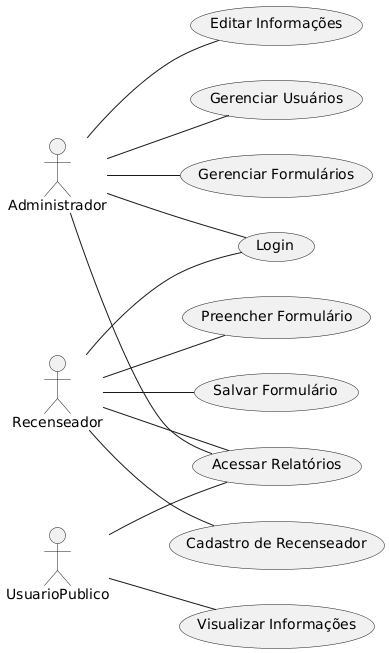 Editar Informações
Gerenciar Usuários
Gerenciar Formulários
Administrador
Login
Preencher Formulário
Salvar Formulário
Recenseador
Acessar Relatórios
Cadastro de Recenseador
UsuarioPublico
Visualizar Informações